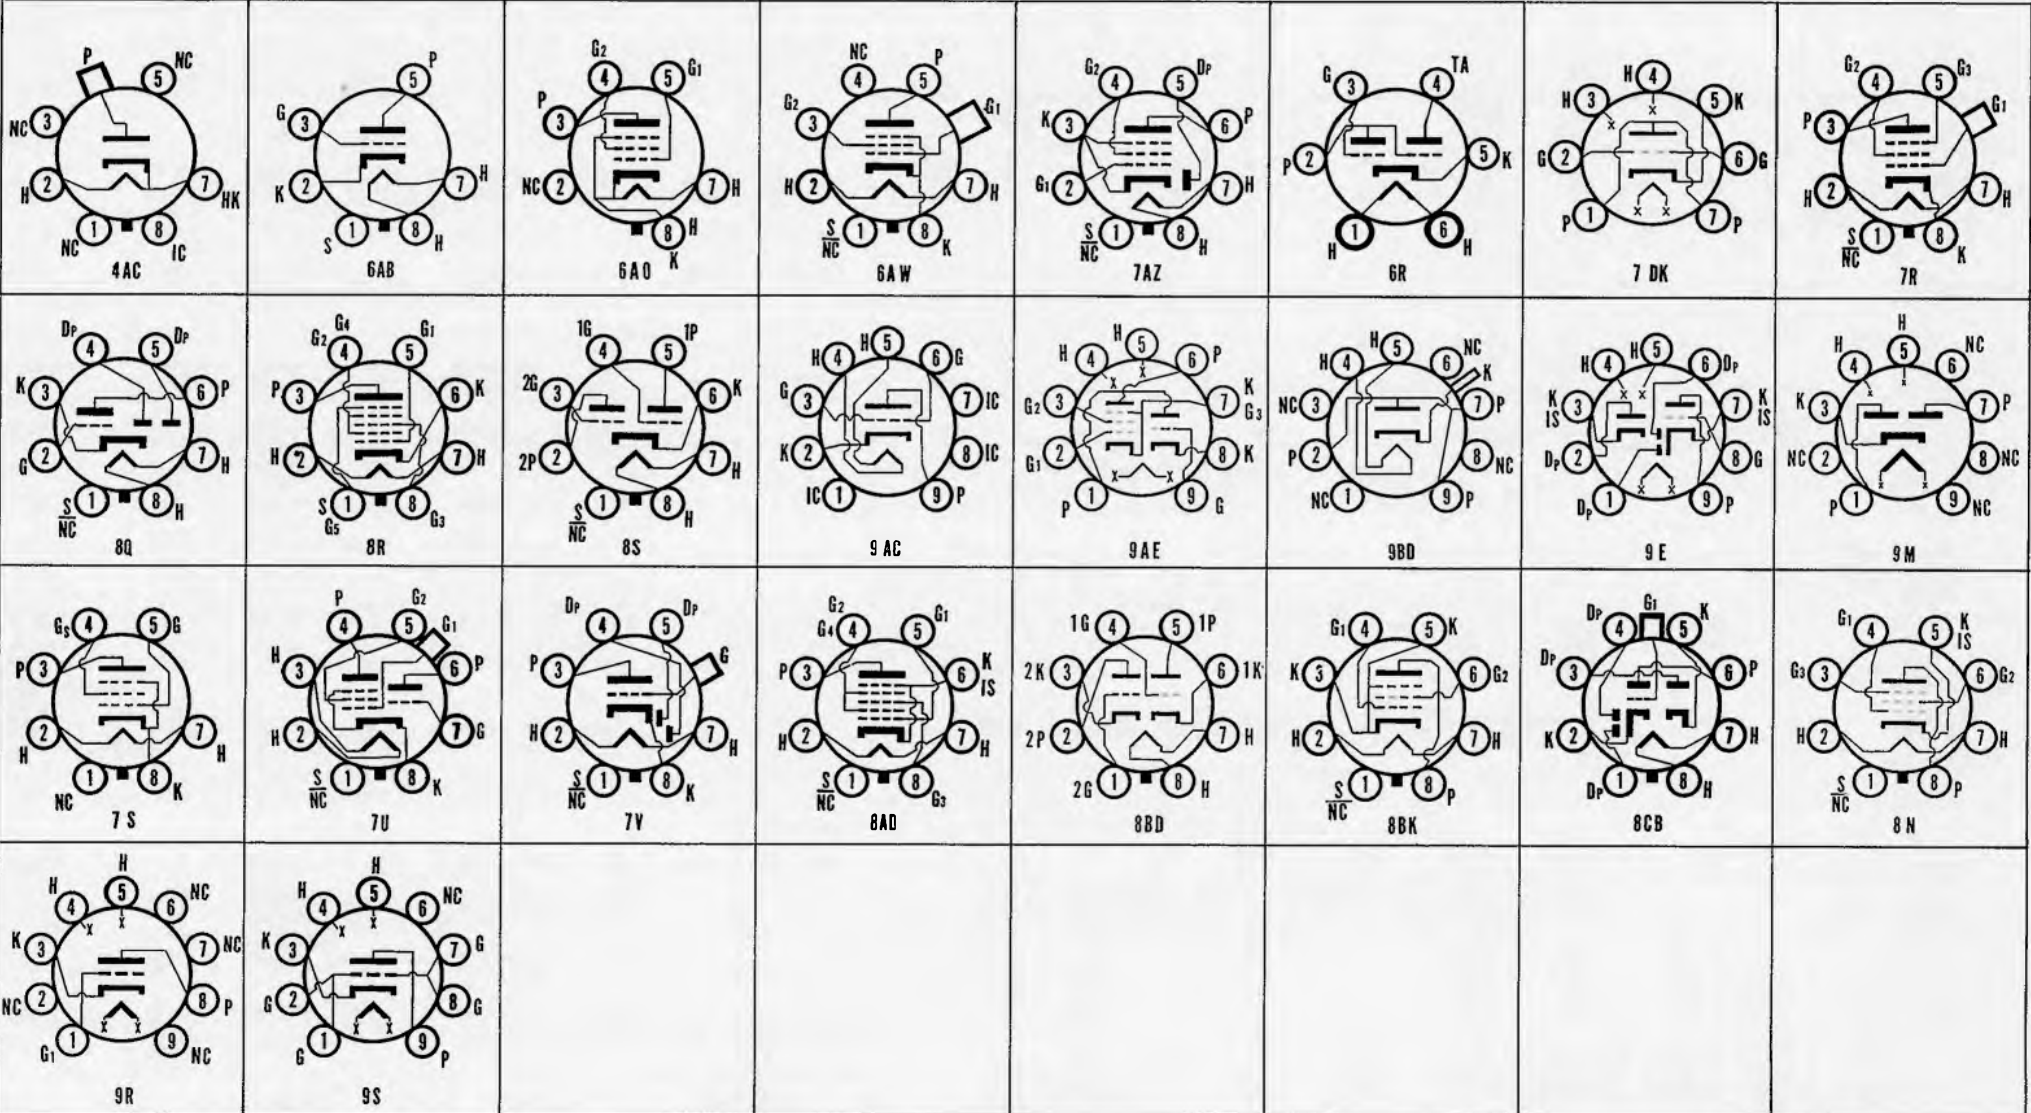 P 5 NC
NC 3
H 2 7 HK
NC 1 8 IC
4AC
5 P
G 3
K 2 7 H
S 1 8 H
6AB
G2 4 5 G1
P 3
NC 2 7 H
8 H
K
6AO
NC 4 5 P
G2 3 G1
H 2 7 H
S
NC 1 8 K
6AW
G2 4 5 DP
K 3 6 P
G1 2 7 H
S
NC 1 8 H
7AZ
G 3 4 TA
P 2 5 K
H 1 6 H
6R
H 4
H 3 5 K
G 2 6 G
P 1 7 P
7DK
G2 4 5 G3
P 3 G1
H 2 7 H
S
NC 1 8 K
7R
DP 4 5 DP
K 3 6 P
G 2 7 H
S
NC 1 8 H
8Q
G4
G2 4 5 G1
P 3 6 K
H 2 7 H
S
G5 1 8 G3
8R
1G 4 5 1P
2G 3 6 K
2P 2 7 H
S
NC 1 8 H
8S
H 4 H 5 6 G
G 3 7 IC
K 2 8 IC
IC 1 9 P
9AC
H 4 H 5 6 P
G2 3 7 K
G3
G1 2 8 K
X X X X
P 1 9 G
9AE
H 4 H 5 6 NC
K
NC 3 7 P
P 2 8 NC
NC 1 9 P
9BD
H 4 H 5 6 DP
K
IS 3 7 K
IS
DP 2 8 G
X X X X
DP 1 9 P
9E
H
H 4 5 6 NC
K 3 7 P
NC 2 8 NC
X X X X
P 1 9 NC
9M
GS 4 5 G
P 3
H 2 7 H
NC 1 8 K
7S
P 4 5 G2
G1
H 3 6 P
H 2 7 G
S
NC 1 8 K
7U
DP 4 5 DP
P 3 G
H 2 7 H
S
NC 1 8 K
7V
G2
G4 4 5 G1
P 3 6 K
IS
H 2 7 H
S
NC 1 8 G3
8AD
1G 4 5 1P
2K 3 6 1K
2P 2 7 H
2G 1 8 H
8BD
G1 4 5 K
K 3 6 G2
H 2 7 H
S
NC 1 8 P
8BK
DP 4 G1 5 K
DP 3 6 P
K 2 7 H
DP 1 8 H
8CB
G1 4 5 K
IS
G3 3 6 G2
H 2 7 H
S
NC 1 8 P
8N
H
H 4 5 6 NC
K 3 7 NC
NC 2 8 P
X X X X
G1 1 9 NC
9R
H
H 4 5 6 NC
K 3 7 G
G 2 8 G
X X X X
G 1 9 P
9S